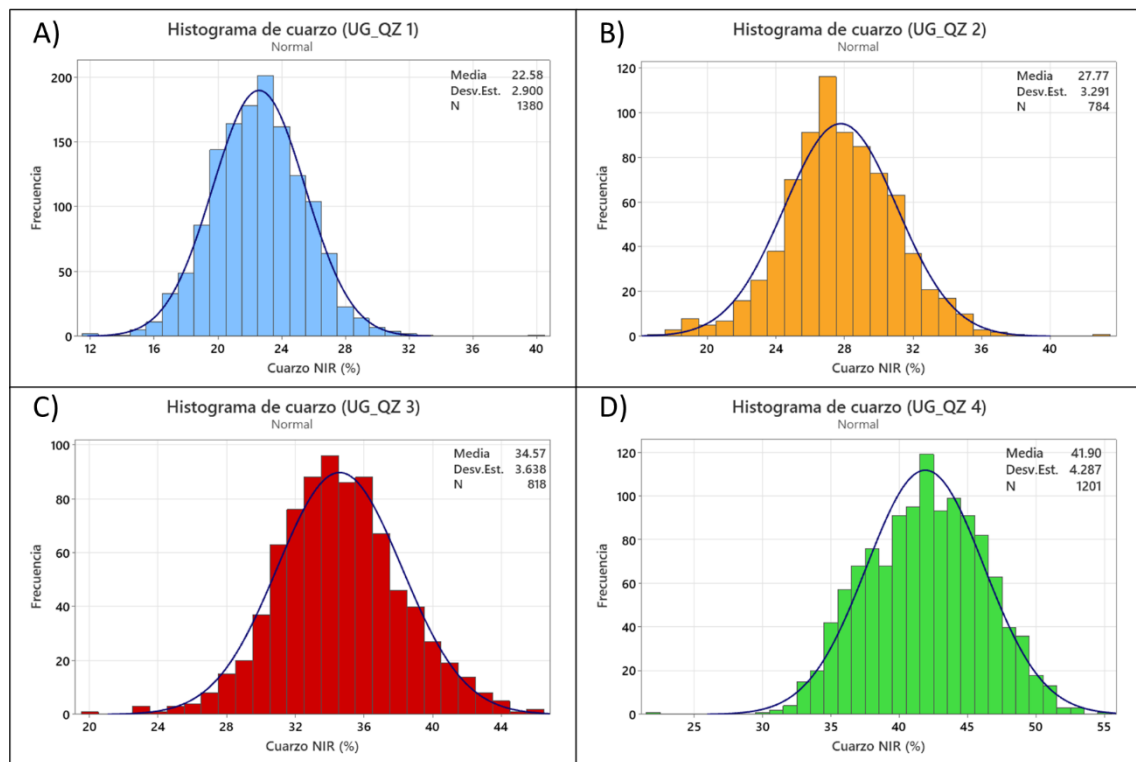 A)
Histograma de cuarzo (UG_QZ 1)
Normal
Media 22.58
Desv.Est. 2.900
N 1380
Frecuencia
200
150
100
50
0
12 16 20 24 28 32 36 40
Cuarzo NIR (%)
B)
Histograma de cuarzo (UG_QZ 2)
Normal
Media 27.77
Desv.Est. 3.291
N 784
Frecuencia
120
100
80
60
40
20
0
20 24 28 32 36 40
Cuarzo NIR (%)
C)
Histograma de cuarzo (UG_QZ 3)
Normal
Media 34.57
Desv.Est. 3.638
N 818
Frecuencia
100
80
60
40
20
0
20 24 28 32 36 40 44
Cuarzo NIR (%)
D)
Histograma de cuarzo (UG_QZ 4)
Normal
Media 41.90
Desv.Est. 4.287
N 1201
Frecuencia
120
100
80
60
40
20
0
25 30 35 40 45 50 55
Cuarzo NIR (%)